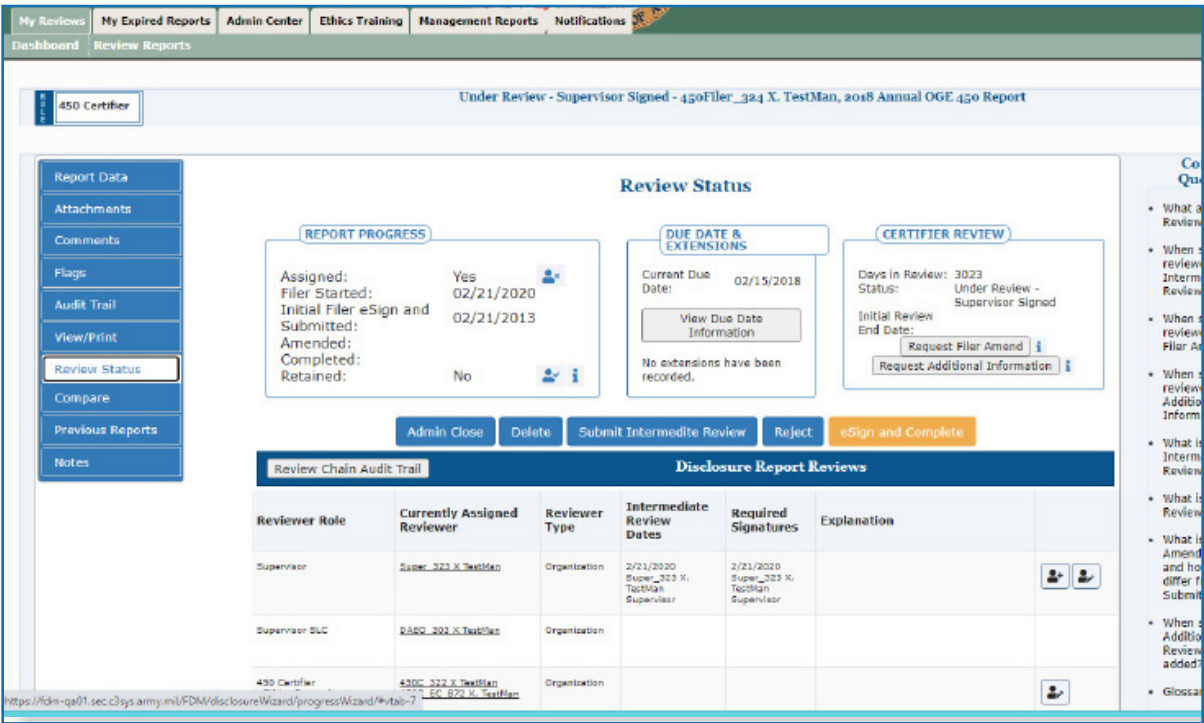 My Reviews My Expired Reports Admin Center Ethics Training Management Reports Notifications
Dashboard Review Reports
ROLE
450 Certifier
Under Review - Supervisor Signed - 450Filer_324 X. TestMan, 2018 Annual OGE 450 Report
Report Data
Attachments
Comments
Flags
Audit Trail
View/Print
Review Status
Compare
Previous Reports
Notes
Review Status
REPORT PROGRESS
Assigned: Yes
Filer Started: 02/21/2020
Initial Filer eSign and
Submitted: 02/21/2013
Amended:
Completed:
Retained: No
DUE DATE &
EXTENSIONS
Current Due
Date: 02/15/2018
View Due Date
Information
No extensions have been
recorded.
CERTIFIER REVIEW
Days in Review: 3023
Status: Under Review -
Supervisor Signed
Initial Review
End Date:
Request Filer Amend
Request Additional Information
Admin Close Delete Submit Intermedite Review Reject eSign and Complete
Review Chain Audit Trail Disclosure Report Reviews
Reviewer Role
Currently Assigned
Reviewer
Reviewer
Type
Intermediate
Review
Dates
Required
Signatures
Explanation
Supervisor Super_323 X TestMan Organization
2/21/2020
Super_323 X.
TestMan
Supervisor
2/21/2020
Super_323 X.
TestMan
Supervisor
Supervisor SLC DAEO_303 X TestMan Organization
450 Certifier 450C_322 X TestMan Organization
EC_872 X. TestMan
https://fdm-qa01.sec.c3sys.army.mil/FDM/disclosureWizard/progressWizard/#vtab-7
Co
Qu
What a
Review
When s
review
Interm
Review
When s
review
Filer A
When s
review
Additio
Inform
What is
Interm
Review
What is
Review
What is
Amend
and ho
differ f
Submit
When s
Additio
Review
added?
Glossar